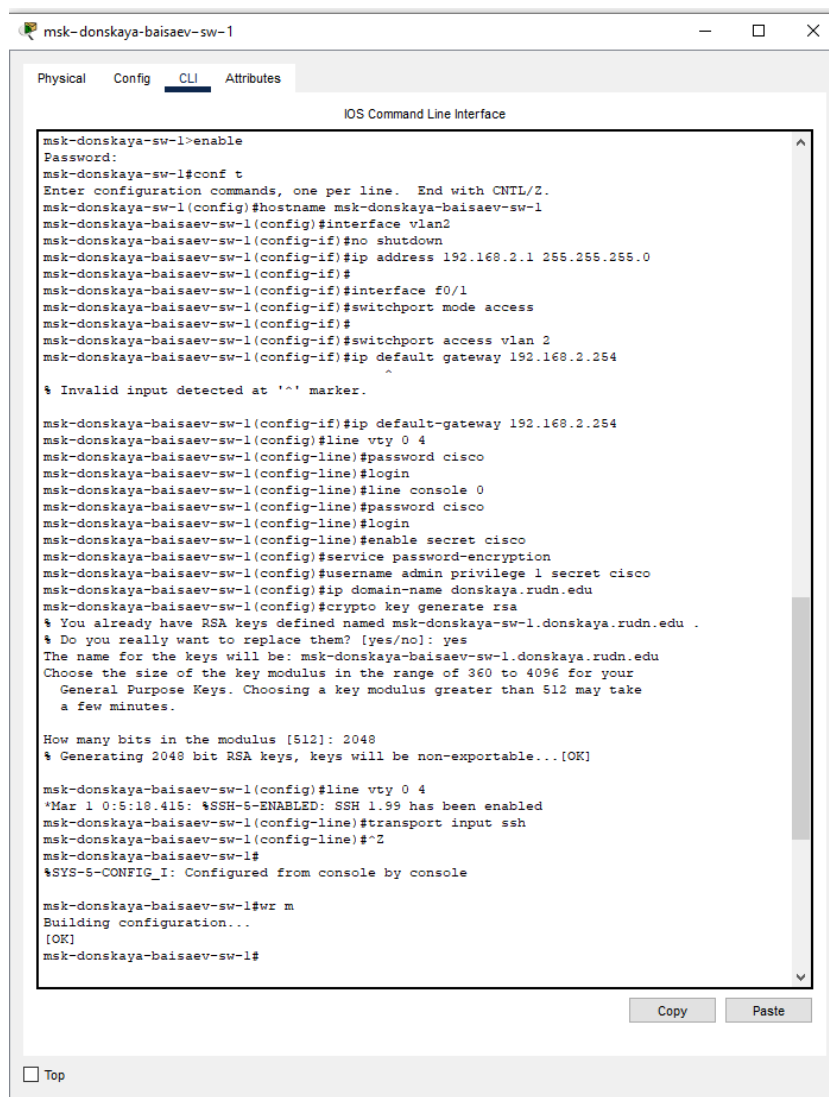 msk-donskaya-baisaev-sw-1
Physical Config CLI Attributes
IOS Command Line Interface
msk-donskaya-sw-1>enable
Password:
msk-donskaya-sw-1#conf t
Enter configuration commands, one per line.  End with CNTL/Z.
msk-donskaya-sw-1(config)#hostname msk-donskaya-baisaev-sw-1
msk-donskaya-baisaev-sw-1(config)#interface vlan2
msk-donskaya-baisaev-sw-1(config-if)#no shutdown
msk-donskaya-baisaev-sw-1(config-if)#ip address 192.168.2.1 255.255.255.0
msk-donskaya-baisaev-sw-1(config-if)#
msk-donskaya-baisaev-sw-1(config-if)#interface f0/1
msk-donskaya-baisaev-sw-1(config-if)#switchport mode access
msk-donskaya-baisaev-sw-1(config-if)#
msk-donskaya-baisaev-sw-1(config-if)#switchport access vlan 2
msk-donskaya-baisaev-sw-1(config-if)#ip default gateway 192.168.2.254
^
% Invalid input detected at '^' marker.
msk-donskaya-baisaev-sw-1(config-if)#ip default-gateway 192.168.2.254
msk-donskaya-baisaev-sw-1(config)#line vty 0 4
msk-donskaya-baisaev-sw-1(config-line)#password cisco
msk-donskaya-baisaev-sw-1(config-line)#login
msk-donskaya-baisaev-sw-1(config-line)#line console 0
msk-donskaya-baisaev-sw-1(config-line)#password cisco
msk-donskaya-baisaev-sw-1(config-line)#login
msk-donskaya-baisaev-sw-1(config-line)#enable secret cisco
msk-donskaya-baisaev-sw-1(config)#service password-encryption
msk-donskaya-baisaev-sw-1(config)#username admin privilege 1 secret cisco
msk-donskaya-baisaev-sw-1(config)#ip domain-name donskaya.rudn.edu
msk-donskaya-baisaev-sw-1(config)#crypto key generate rsa
% You already have RSA keys defined named msk-donskaya-sw-1.donskaya.rudn.edu .
% Do you really want to replace them? [yes/no]: yes
The name for the keys will be: msk-donskaya-baisaev-sw-1.donskaya.rudn.edu
Choose the size of the key modulus in the range of 360 to 4096 for your
General Purpose Keys. Choosing a key modulus greater than 512 may take
a few minutes.
How many bits in the modulus [512]: 2048
% Generating 2048 bit RSA keys, keys will be non-exportable...[OK]
msk-donskaya-baisaev-sw-1(config)#line vty 0 4
*Mar 1 0:5:18.415: %SSH-5-ENABLED: SSH 1.99 has been enabled
msk-donskaya-baisaev-sw-1(config-line)#transport input ssh
msk-donskaya-baisaev-sw-1(config-line)#^Z
msk-donskaya-baisaev-sw-1#
%SYS-5-CONFIG_I: Configured from console by console
msk-donskaya-baisaev-sw-1#wr m
Building configuration...
[OK]
msk-donskaya-baisaev-sw-1#
Copy Paste
Top